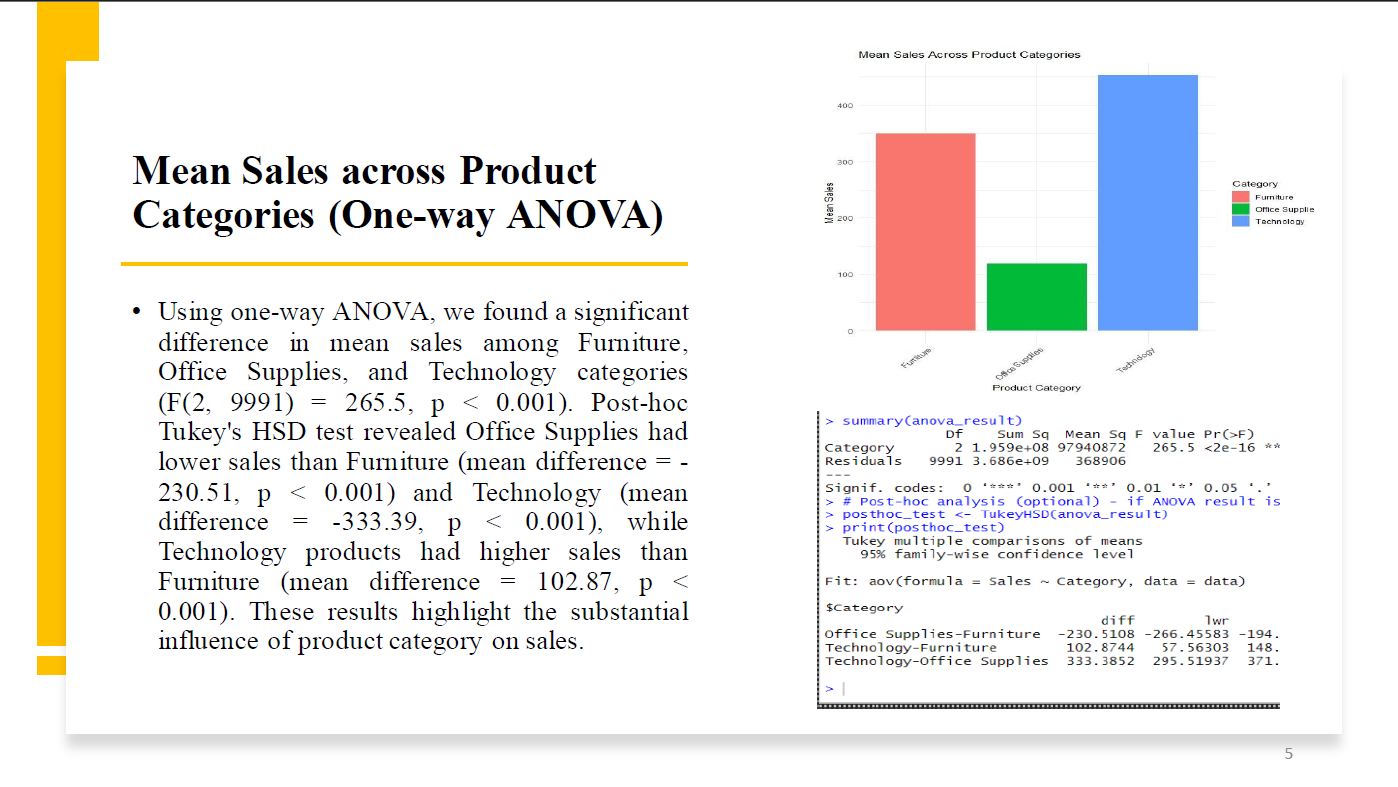 Mean Sales across Product
Categories (One-way ANOVA)
• Using one-way ANOVA, we found a significant
difference in mean sales among Furniture,
Office Supplies, and Technology categories
(F(2, 9991) = 265.5, p < 0.001). Post-hoc
Tukey's HSD test revealed Office Supplies had
lower sales than Furniture (mean difference = -
230.51, p < 0.001) and Technology (mean
difference = -333.39, p < 0.001), while
Technology products had higher sales than
Furniture (mean difference = 102.87, p <
0.001). These results highlight the substantial
influence of product category on sales.
Mean Sales Across Product Categories
400
300
200
100
0
Mean Sales
Furniture
Office Supplies
Technology
Product Category
Category
Furniture
Office Supplie
Technology
> summary(anova_result)
Df Sum Sq Mean Sq F value Pr(>F)
Category 2 1.959e+08 97940872 265.5 <2e-16 **
Residuals 9991 3.686e+09 368906
---
Signif. codes: 0 ‘***’ 0.001 ‘**’ 0.01 ‘*’ 0.05 ‘.’
> # Post-hoc analysis (optional) - if ANOVA result is
> posthoc_test <- TukeyHSD(anova_result)
> print(posthoc_test)
Tukey multiple comparisons of means
95% family-wise confidence level
Fit: aov(formula = Sales ~ Category, data = data)
$Category
diff lwr
Office Supplies-Furniture -230.5108 -266.45583 -194.
Technology-Furniture 102.8744 57.56303 148.
Technology-Office Supplies 333.3852 295.51937 371.
>
5